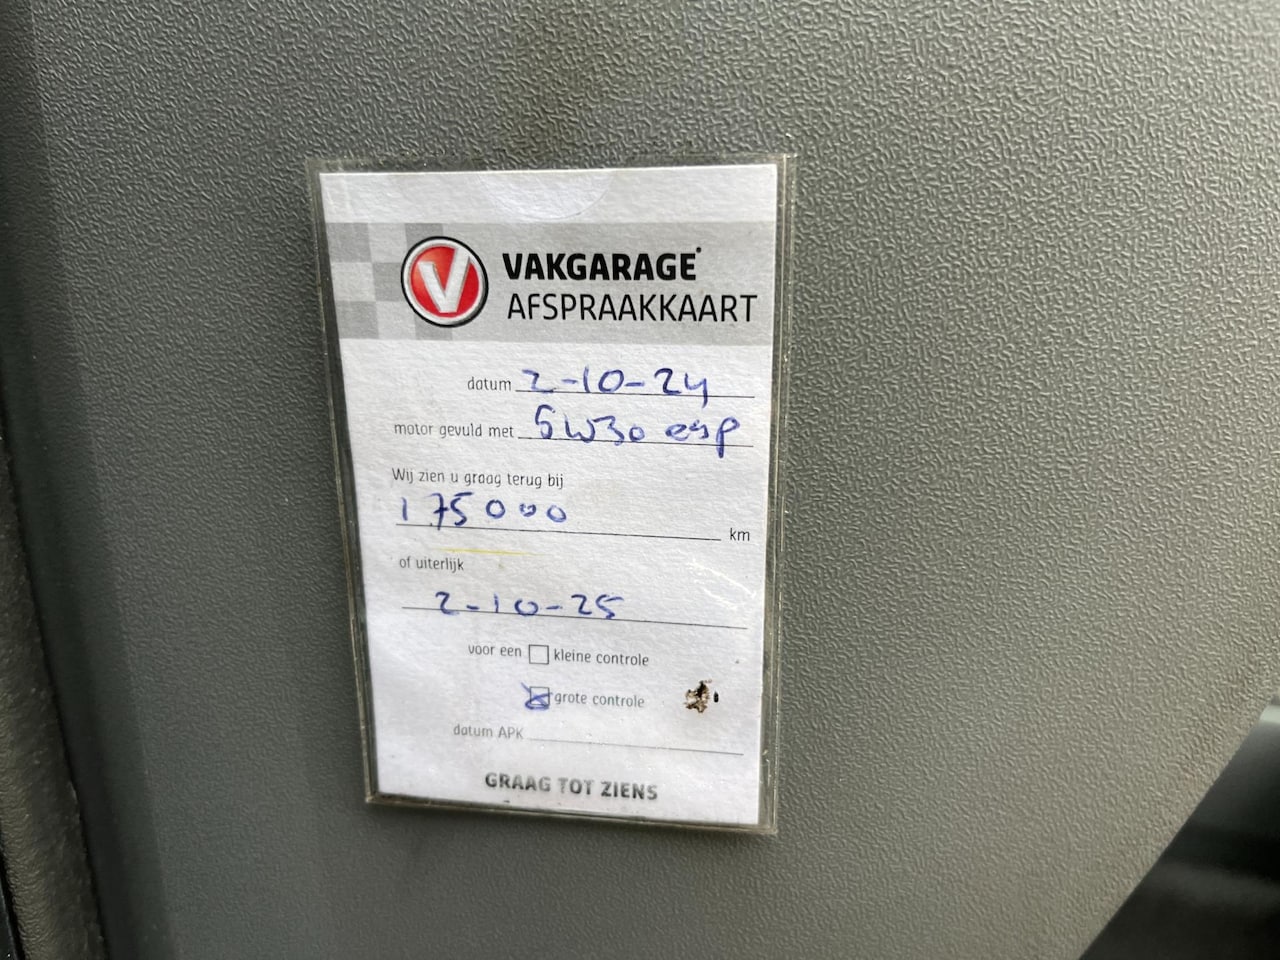 V
VAKGARAGE
AFSPRAAKKAART
datum 2-10-24
motor gevuld met 5W30 esp
Wij zien u graag terug bij
175000 km
of uiterlijk
2-10-25
voor een kleine controle
grote controle
datum APK
GRAAG TOT ZIENS